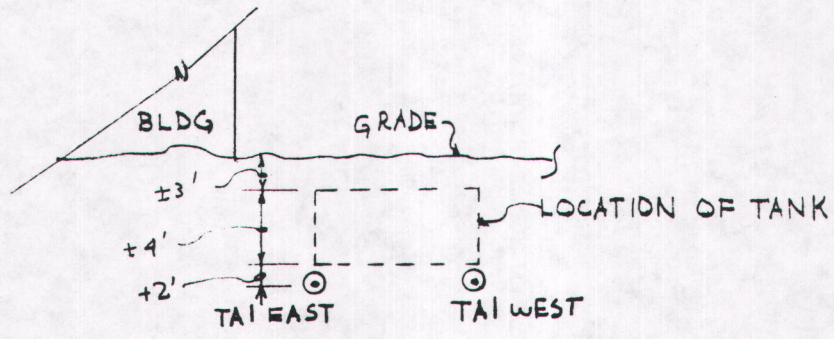 N
BLDG
GRADE
±3'
LOCATION OF TANK
±4'
+2'
TA1 EAST
TA1 WEST